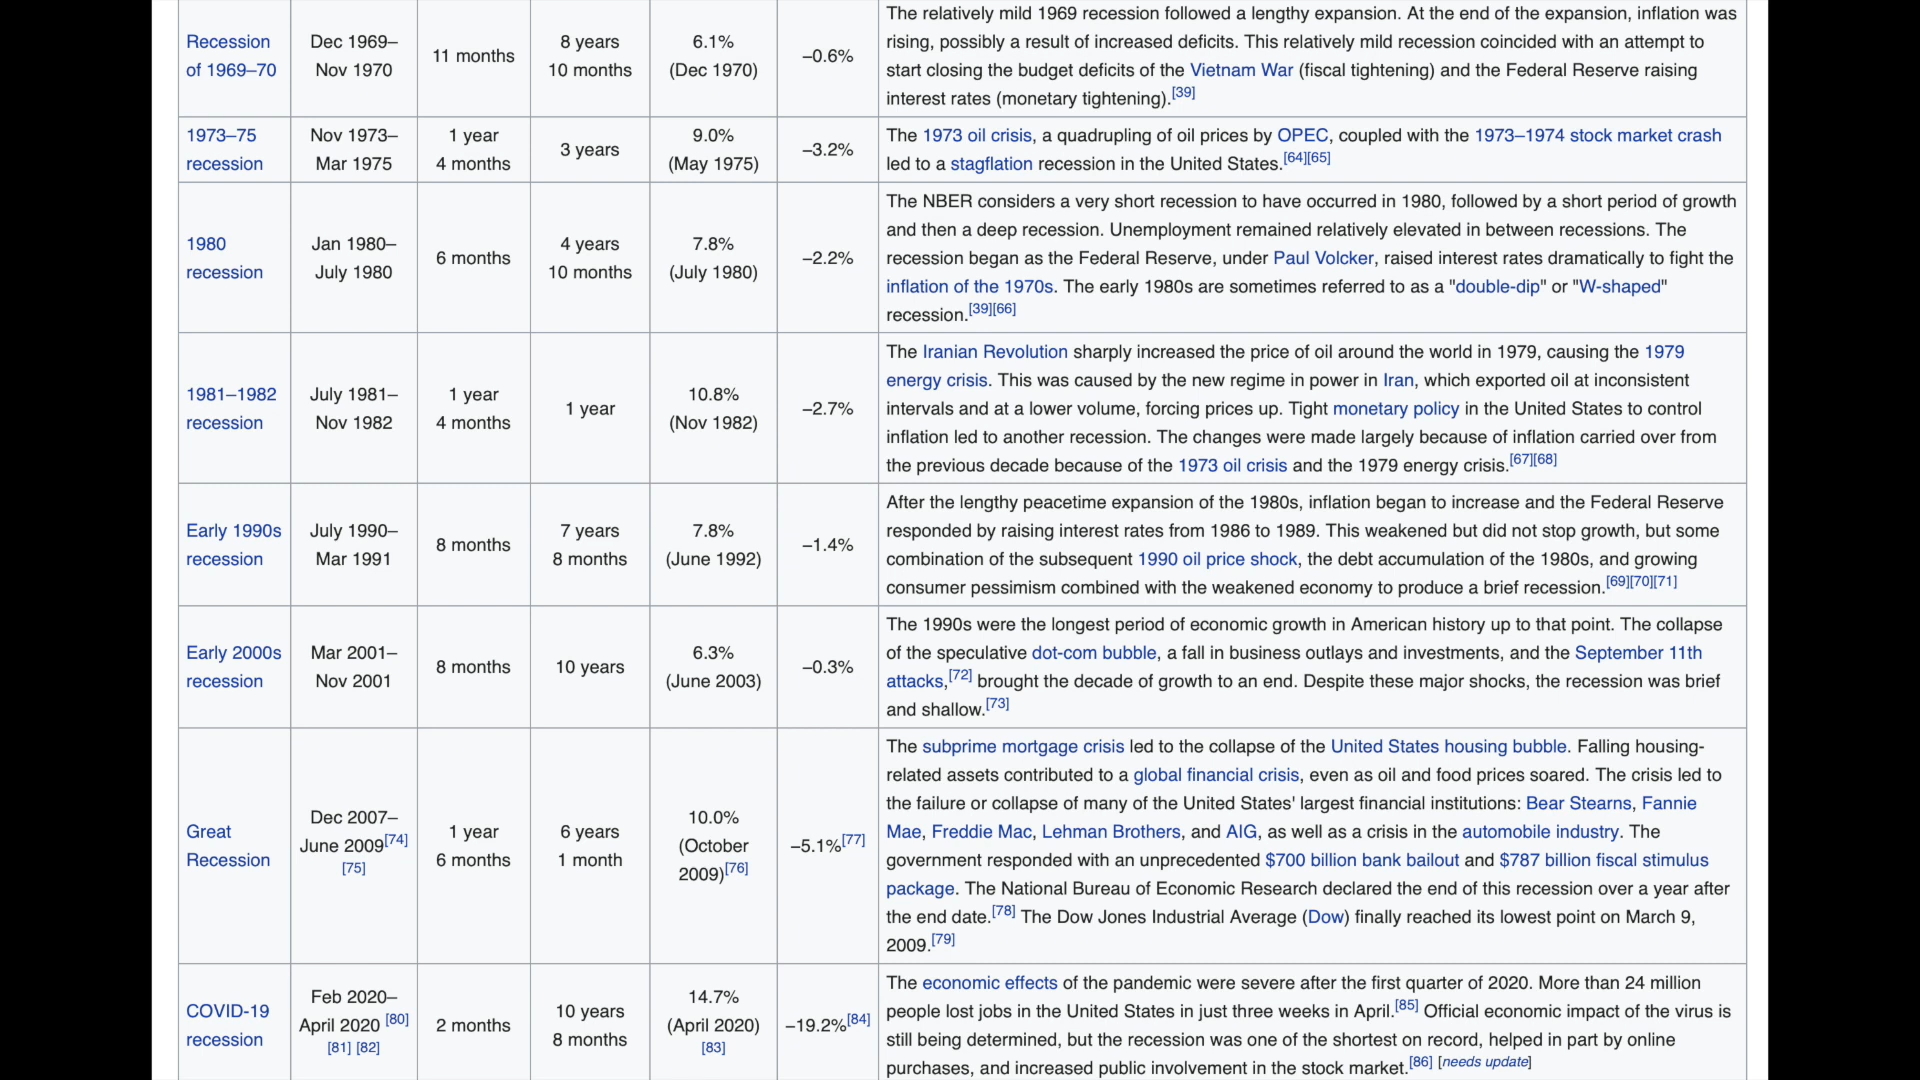 Recession of 1969–70
Dec 1969–
Nov 1970
11 months
8 years
10 months
6.1%
(Dec 1970)
−0.6%
The relatively mild 1969 recession followed a lengthy expansion. At the end of the expansion, inflation was
rising, possibly a result of increased deficits. This relatively mild recession coincided with an attempt to
start closing the budget deficits of the Vietnam War (fiscal tightening) and the Federal Reserve raising
interest rates (monetary tightening).[39]
1973–75
recession
Nov 1973–
Mar 1975
1 year
4 months
3 years
9.0%
(May 1975)
−3.2%
The 1973 oil crisis, a quadrupling of oil prices by OPEC, coupled with the 1973–1974 stock market crash
led to a stagflation recession in the United States.[64][65]
1980
recession
Jan 1980–
July 1980
6 months
4 years
10 months
7.8%
(July 1980)
−2.2%
The NBER considers a very short recession to have occurred in 1980, followed by a short period of growth
and then a deep recession. Unemployment remained relatively elevated in between recessions. The
recession began as the Federal Reserve, under Paul Volcker, raised interest rates dramatically to fight the
inflation of the 1970s. The early 1980s are sometimes referred to as a "double-dip" or "W-shaped"
recession.[39][66]
1981–1982
recession
July 1981–
Nov 1982
1 year
4 months
1 year
10.8%
(Nov 1982)
−2.7%
The Iranian Revolution sharply increased the price of oil around the world in 1979, causing the 1979
energy crisis. This was caused by the new regime in power in Iran, which exported oil at inconsistent
intervals and at a lower volume, forcing prices up. Tight monetary policy in the United States to control
inflation led to another recession. The changes were made largely because of inflation carried over from
the previous decade because of the 1973 oil crisis and the 1979 energy crisis.[67][68]
Early 1990s
recession
July 1990–
Mar 1991
8 months
7 years
8 months
7.8%
(June 1992)
−1.4%
After the lengthy peacetime expansion of the 1980s, inflation began to increase and the Federal Reserve
responded by raising interest rates from 1986 to 1989. This weakened but did not stop growth, but some
combination of the subsequent 1990 oil price shock, the debt accumulation of the 1980s, and growing
consumer pessimism combined with the weakened economy to produce a brief recession.[69][70][71]
Early 2000s
recession
Mar 2001–
Nov 2001
8 months
10 years
6.3%
(June 2003)
−0.3%
The 1990s were the longest period of economic growth in American history up to that point. The collapse
of the speculative dot-com bubble, a fall in business outlays and investments, and the September 11th
attacks,[72] brought the decade of growth to an end. Despite these major shocks, the recession was brief
and shallow.[73]
Great
Recession
Dec 2007–
June 2009[74]
[75]
1 year
6 months
6 years
1 month
10.0%
(October
2009)[76]
−5.1%[77]
The subprime mortgage crisis led to the collapse of the United States housing bubble. Falling housing-
related assets contributed to a global financial crisis, even as oil and food prices soared. The crisis led to
the failure or collapse of many of the United States' largest financial institutions: Bear Stearns, Fannie
Mae, Freddie Mac, Lehman Brothers, and AIG, as well as a crisis in the automobile industry. The
government responded with an unprecedented $700 billion bank bailout and $787 billion fiscal stimulus
package. The National Bureau of Economic Research declared the end of this recession over a year after
the end date.[78] The Dow Jones Industrial Average (Dow) finally reached its lowest point on March 9,
2009.[79]
COVID-19
recession
Feb 2020–
April 2020 [80]
[81] [82]
2 months
10 years
8 months
14.7%
(April 2020)
[83]
−19.2%[84]
The economic effects of the pandemic were severe after the first quarter of 2020. More than 24 million
people lost jobs in the United States in just three weeks in April.[85] Official economic impact of the virus is
still being determined, but the recession was one of the shortest on record, helped in part by online
purchases, and increased public involvement in the stock market.[86] [needs update]